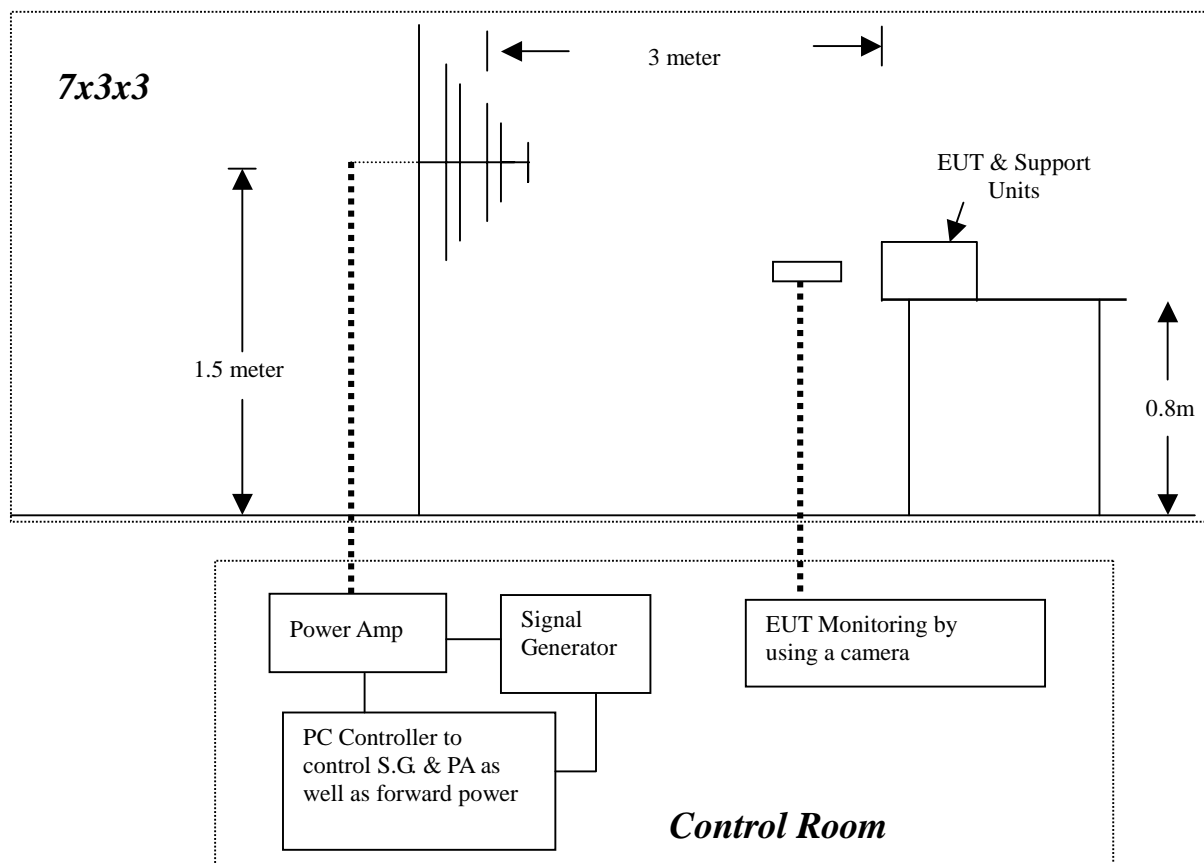 7x3x3
3 meter
EUT & Support
Units
1.5 meter
0.8m
Power Amp
Signal
Generator
EUT Monitoring by
using a camera
PC Controller to
control S.G. & PA as
well as forward power
Control Room